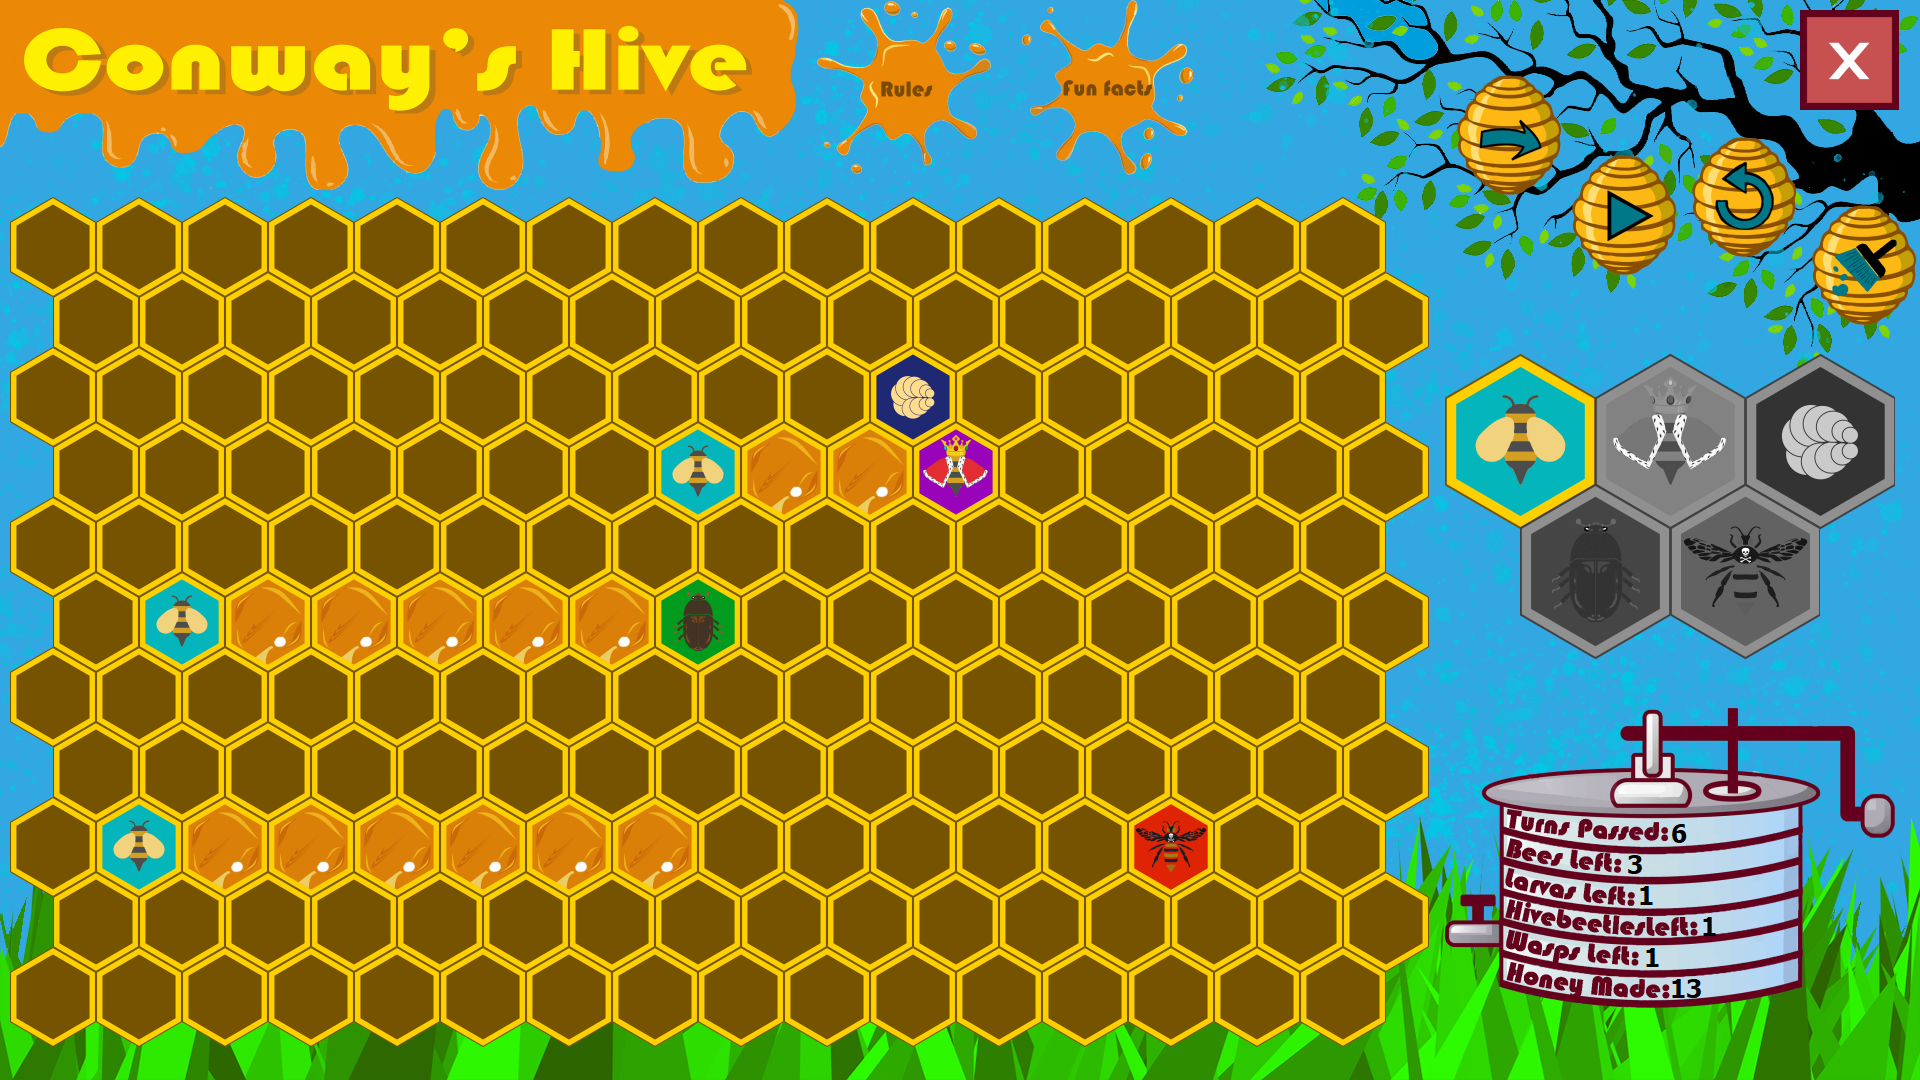 Conway's Hive
Rules
Fun facts
X
Turns Passed:6
Bees Left: 3
Larvas Left:1
HivebeetlesLeft:1
Wasps Left:1
Honey Made:13